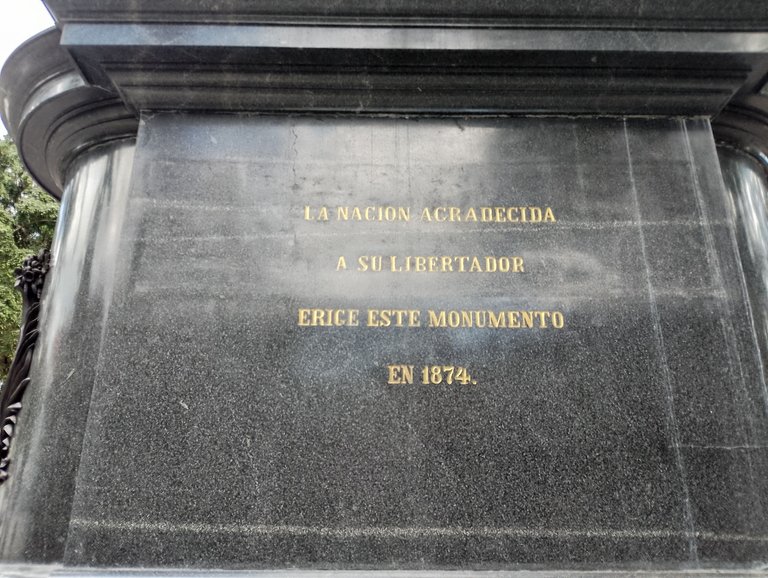 LA NACION AGRADECIDA
A SU LIBERTADOR
ERIGE ESTE MONUMENTO
EN 1874.